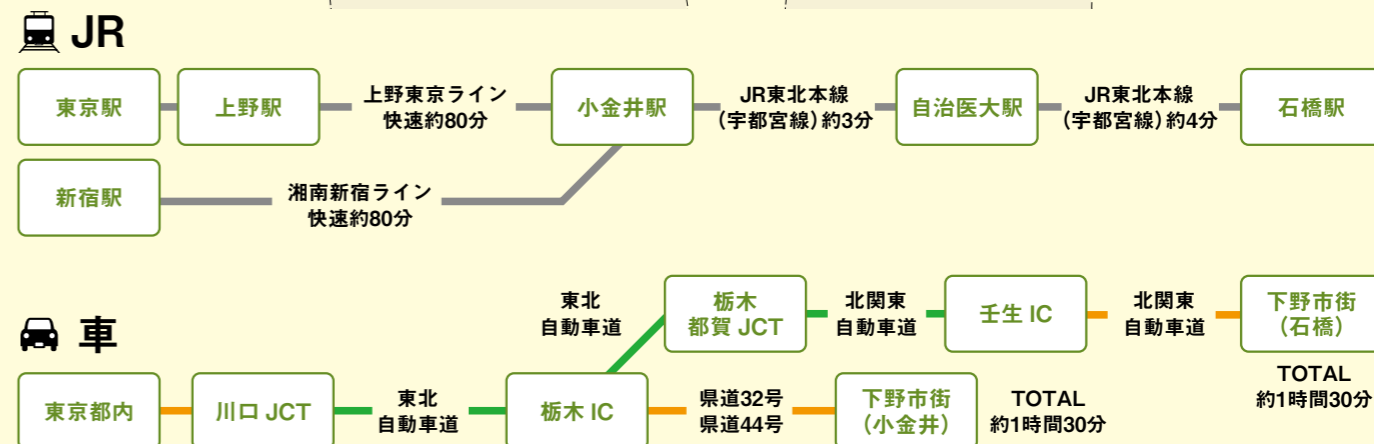 JR
東京駅
上野駅
上野東京ライン
快速約80分
小金井駅
JR東北本線
（宇都宮線）約3分
自治医大駅
JR東北本線
（宇都宮線）約4分
石橋駅
新宿駅
湘南新宿ライン
快速約80分
車
東京都内
川口 JCT
東北
自動車道
栃木 IC
東北
自動車道
栃木
都賀 JCT
北関東
自動車道
壬生 IC
北関東
自動車道
下野市街
（石橋）
TOTAL
約1時間30分
県道32号
県道44号
下野市街
（小金井）
TOTAL
約1時間30分